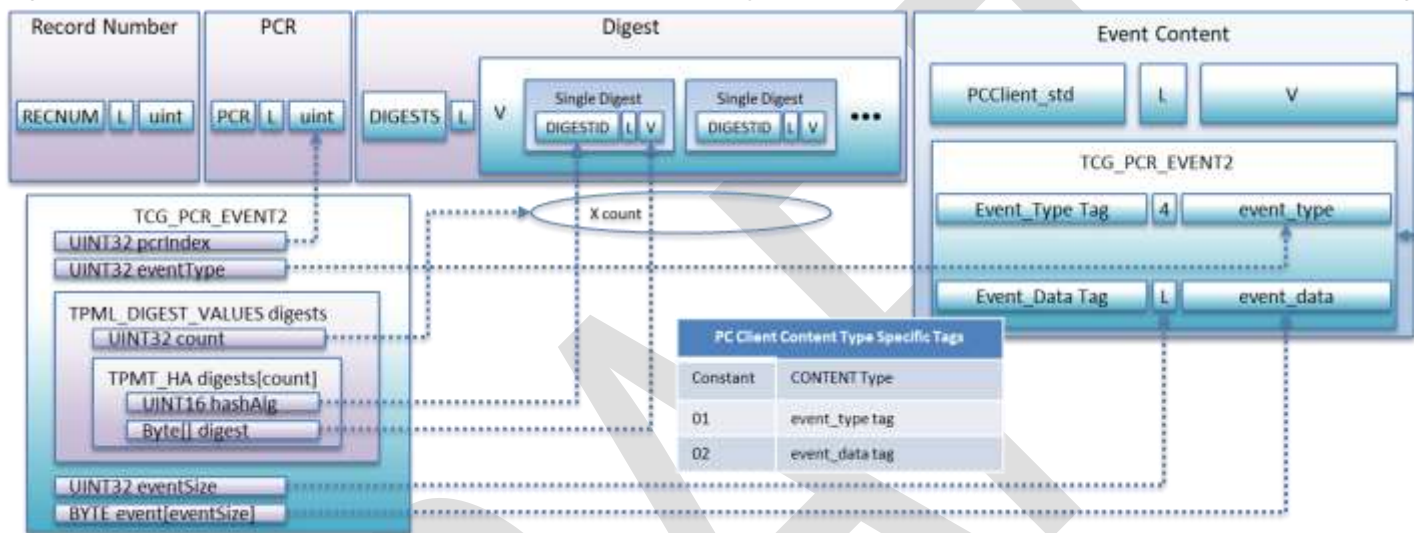 Record Number
RECNUM L uint
PCR
PCR L uint
Digest
DIGESTS L V
Single Digest
DIGESTID L V
Single Digest
DIGESTID L V
•••
Event Content
PCClient_std L V
TCG_PCR_EVENT2
Event_Type Tag 4 event_type
Event_Data Tag L event_data
X count
TCG_PCR_EVENT2
UINT32 pcrIndex
UINT32 eventType
TPML_DIGEST_VALUES digests
UINT32 count
TPMT_HA digests[count]
UINT16 hashAlg
Byte[] digest
UINT32 eventSize
BYTE event[eventSize]
PC Client Content Type Specific Tags
Constant CONTENT Type
01 event_type tag
02 event_data tag